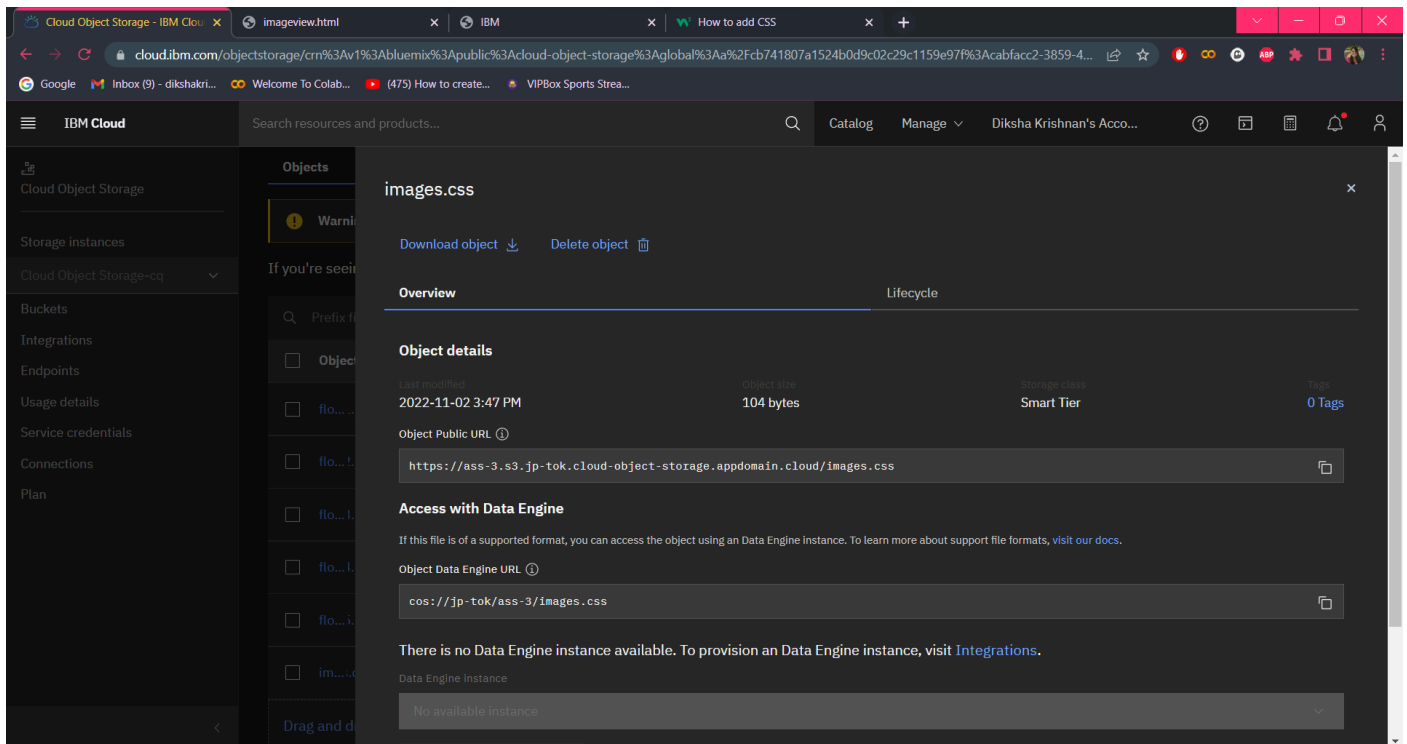 Cloud Object Storage - IBM Clou
imageview.html
IBM
How to add CSS
cloud.ibm.com/objectstorage/crn%3Av1%3Abluemix%3Apublic%3Acloud-object-storage%3Aglobal%3Aa%2Fcb741807a1524b0d9c02c29c1159e97f%3Acabfacc2-3859-4...
Google
Inbox (9) - dikshakri...
Welcome To Colab...
(475) How to create...
VIPBox Sports Strea...
IBM Cloud
Search resources and products...
Catalog
Manage
Diksha Krishnan's Acco...
Cloud Object Storage
Storage instances
Cloud Object Storage-cq
Buckets
Integrations
Endpoints
Usage details
Service credentials
Connections
Plan
Objects
Warni
If you're seei
Prefix fi
Objec
flo...
flo...
flo...
flo...
flo...
im...
Drag and d
images.css
Download object
Delete object
Overview
Lifecycle
Object details
Last modified
Object size
Storage class
Tags
2022-11-02 3:47 PM
104 bytes
Smart Tier
0 Tags
Object Public URL
https://ass-3.s3.jp-tok.cloud-object-storage.appdomain.cloud/images.css
Access with Data Engine
If this file is of a supported format, you can access the object using an Data Engine instance. To learn more about support file formats, visit our docs.
Object Data Engine URL
cos://jp-tok/ass-3/images.css
There is no Data Engine instance available. To provision an Data Engine instance, visit Integrations.
Data Engine instance
No available instance